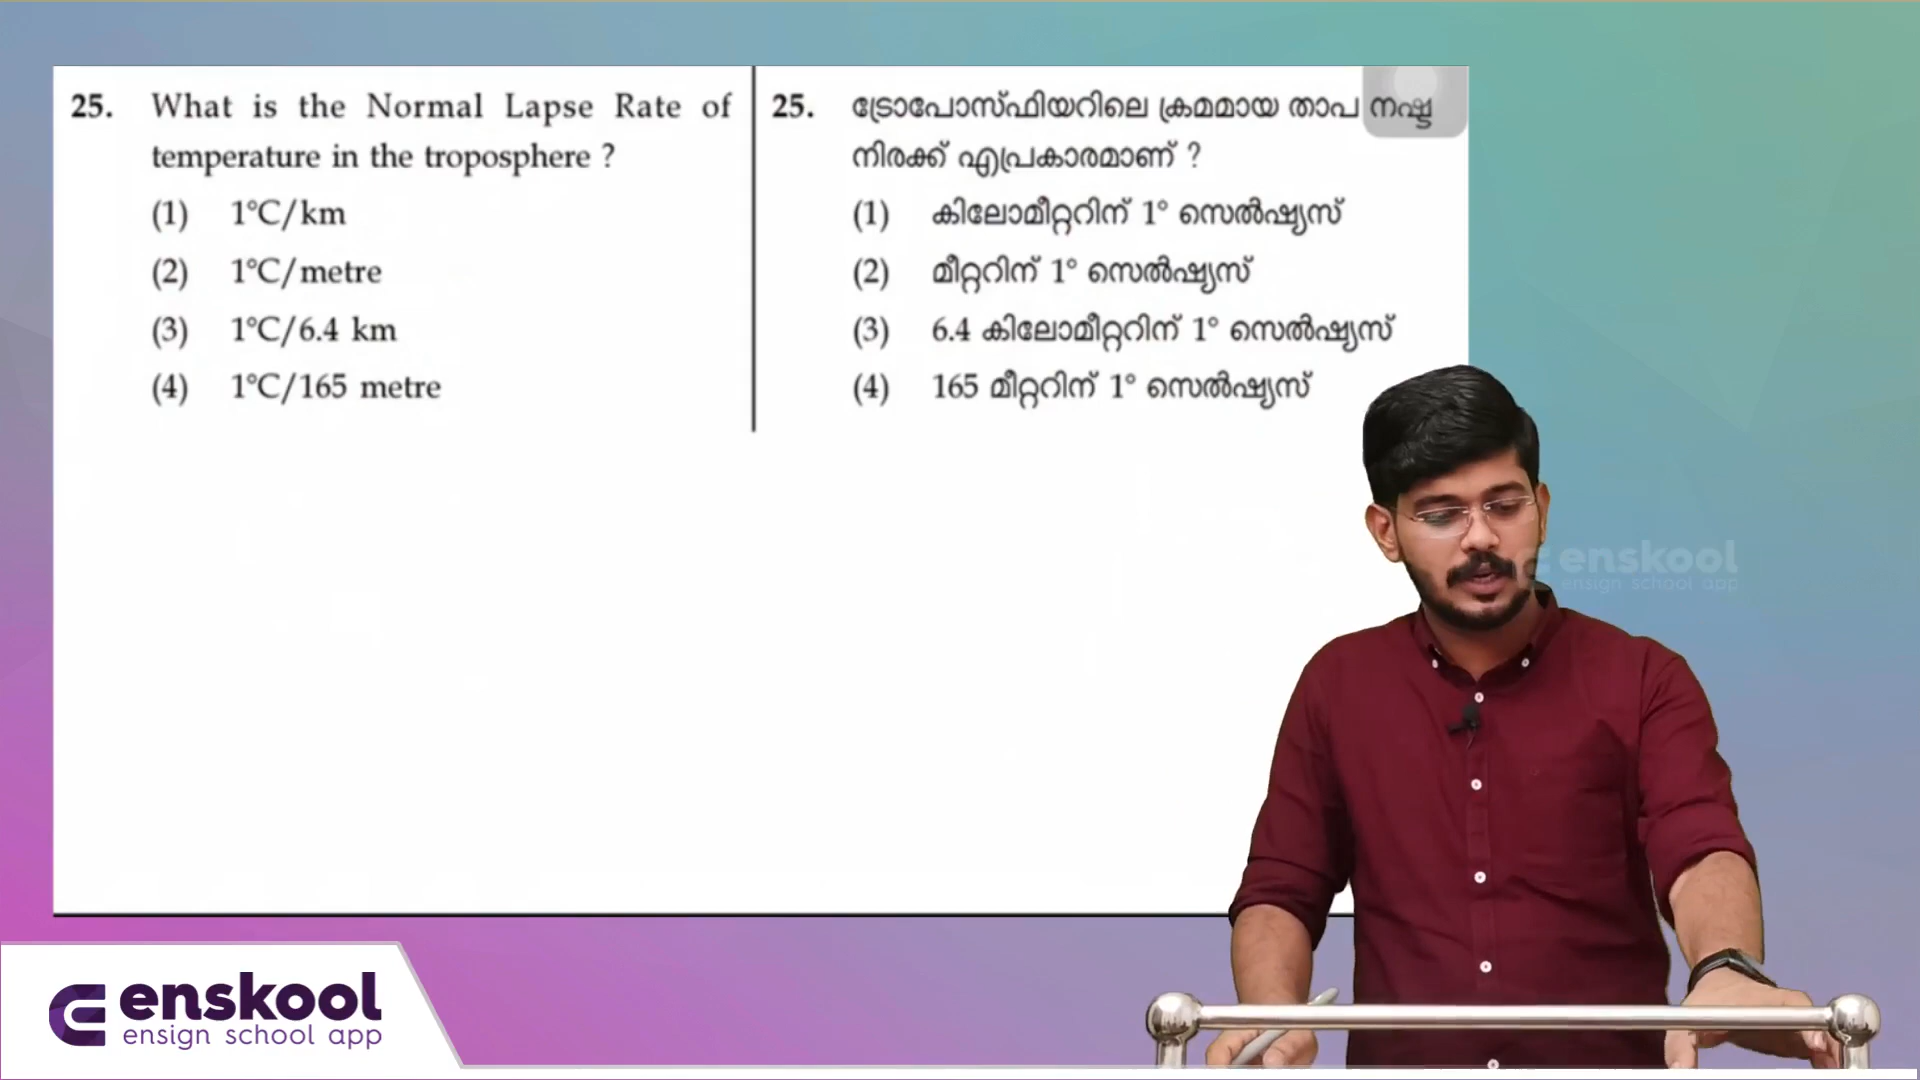 25. What is the Normal Lapse Rate of
temperature in the troposphere ?
(1) 1°C/km
(2) 1°C/metre
(3) 1°C/6.4 km
(4) 1°C/165 metre
25. ട്രോപോസ്ഫിയറിലെ ക്രമമായ താപ നഷ്ട
നിരക്ക് എപ്രകാരമാണ് ?
(1) കിലോമീറ്ററിന് 1° സെൽഷ്യസ്
(2) മീറ്ററിന് 1° സെൽഷ്യസ്
(3) 6.4 കിലോമീറ്ററിന് 1° സെൽഷ്യസ്
(4) 165 മീറ്ററിന് 1° സെൽഷ്യസ്
enskool
ensign school app
enskool
ensign school app